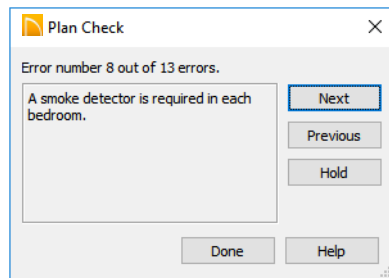 Plan Check
Error number 8 out of 13 errors.
A smoke detector is required in each
bedroom.
Next
Previous
Hold
Done
Help